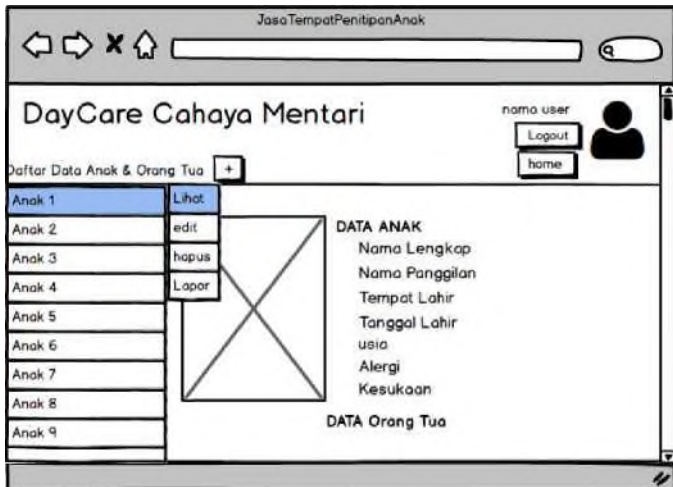 JasaTempatPenitipanAnak
DayCare Cahaya Mentari
nama user
Logout
home
Daftar Data Anak & Orang Tua +
Anak 1
Anak 2
Anak 3
Anak 4
Anak 5
Anak 6
Anak 7
Anak 8
Anak 9
Lihat
edit
hapus
Lapor
DATA ANAK
Nama Lengkap
Nama Panggilan
Tempat Lahir
Tanggal Lahir
usia
Alergi
Kesukaan
DATA Orang Tua